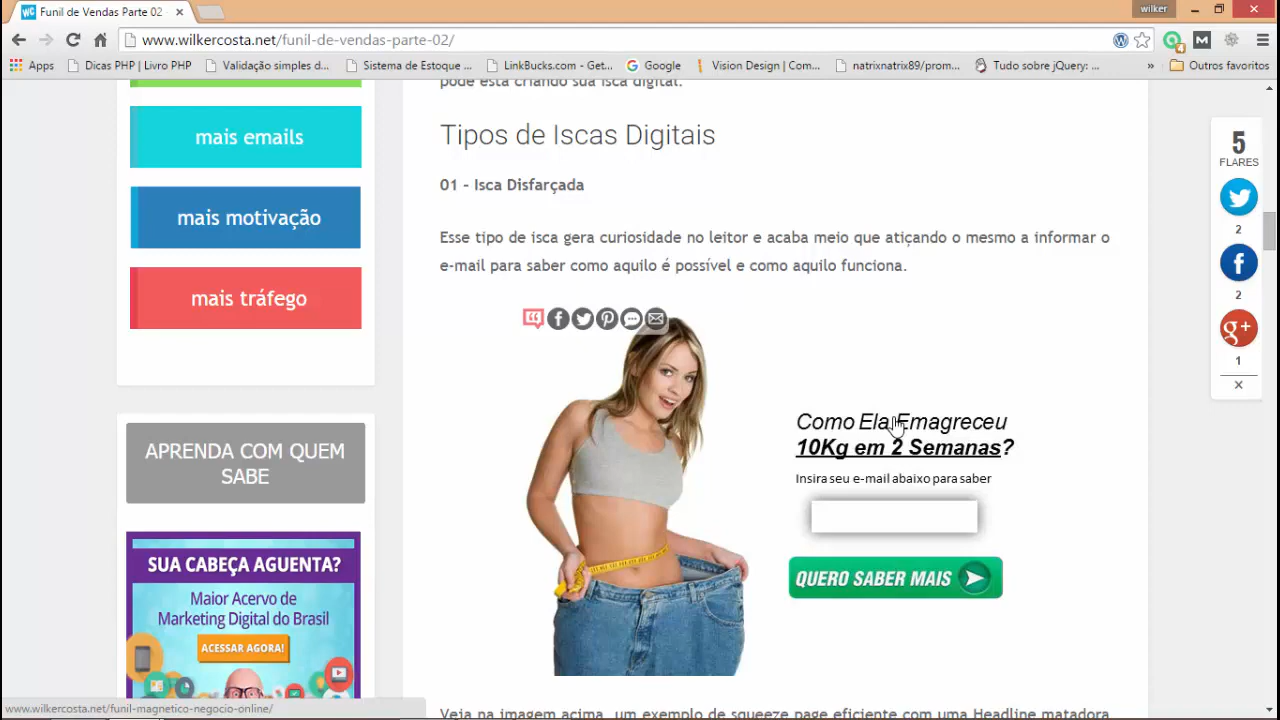 Funil de Vendas Parte 02 -
wilker
www.wilkercosta.net/funil-de-vendas-parte-02/
Apps
Dicas PHP | Livro PHP
Validação simples d...
Sistema de Estoque ...
LinkBucks.com - Get...
Google
Vision Design | Com...
natrixnatrix89/prom...
Tudo sobre jQuery: ...
»
Outros favoritos
mais emails
mais motivação
mais tráfego
APRENDA COM QUEM
SABE
SUA CABEÇA AGUENTA?
Maior Acervo de
Marketing Digital do Brasil
ACESSAR AGORA!
pode está criando sua isca digital.
Tipos de Iscas Digitais
01 - Isca Disfarçada
Esse tipo de isca gera curiosidade no leitor e acaba meio que atiçando o mesmo a informar o
e-mail para saber como aquilo é possível e como aquilo funciona.
Como Ela Emagreceu
10Kg em 2 Semanas?
Insira seu e-mail abaixo para saber
QUERO SABER MAIS
Veja na imagem acima, um exemplo de squeeze page eficiente com uma Headline matadora
5
FLARES
2
2
1
www.wilkercosta.net/funil-magnetico-negocio-online/